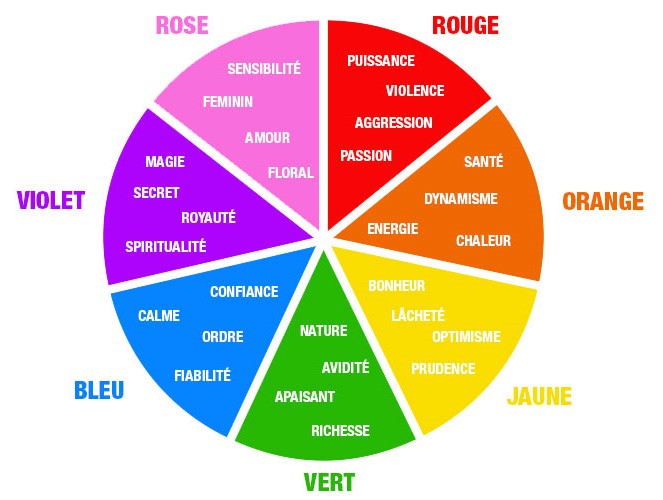 ROSE
SENSIBILITÉ
FEMININ
AMOUR
FLORAL
ROUGE
PUISSANCE
VIOLENCE
AGGRESSION
PASSION
ORANGE
SANTÉ
DYNAMISME
ENERGIE
CHALEUR
JAUNE
BONHEUR
LÂCHETÉ
OPTIMISME
PRUDENCE
VERT
NATURE
AVIDITÉ
APAISANT
RICHESSE
BLEU
CONFIANCE
CALME
ORDRE
FIABILITÉ
VIOLET
MAGIE
SECRET
ROYAUTÉ
SPIRITUALITÉ